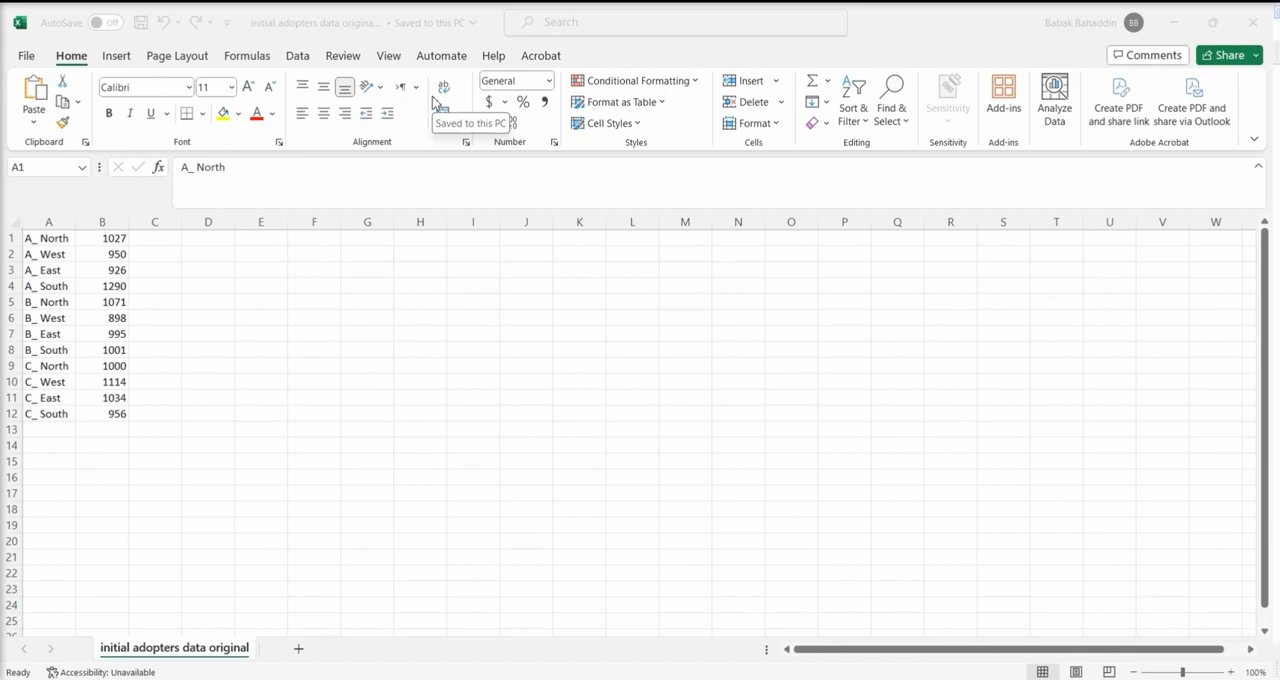 AutoSave Off initial adopters data origina... • Saved to this PC Search Babak Bahaddin BB
File Home Insert Page Layout Formulas Data Review View Automate Help Acrobat Comments Share
Calibri 11 General Conditional Formatting Insert
Paste B I U A $ % Format as Table Delete Sort & Filter Find & Select Sensitivity Add-ins Analyze Data Create PDF and share link Create PDF and share via Outlook
Saved to this PC Cell Styles Format
Clipboard Font Alignment Number Styles Cells Editing Sensitivity Add-ins Adobe Acrobat
A1 fx A_ North
A B C D E F G H I J K L M N O P Q R S T U V W
1 A_ North 1027
2 A_ West 950
3 A_ East 926
4 A_ South 1290
5 B_ North 1071
6 B_ West 898
7 B_ East 995
8 B_ South 1001
9 C_ North 1000
10 C_ West 1114
11 C_ East 1034
12 C_ South 956
13
14
15
16
17
18
19
20
21
22
23
24
25
initial adopters data original
Ready Accessibility: Unavailable 100%